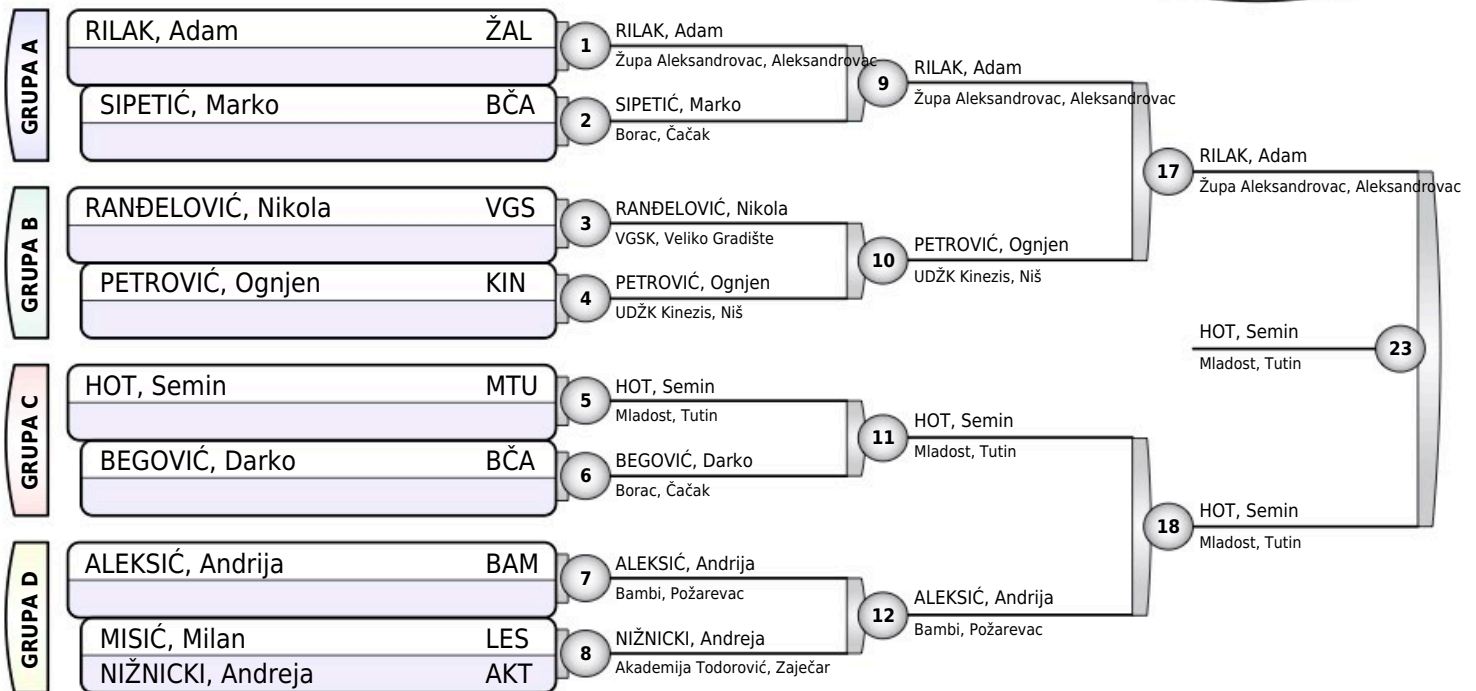 GRUPA A
RILAK, Adam ŽAL
SIPETIĆ, Marko BČA
1
RILAK, Adam
Župa Aleksandrovac, Aleksandrovac
2
SIPETIĆ, Marko
Borac, Čačak
9
RILAK, Adam
Župa Aleksandrovac, Aleksandrovac
GRUPA B
RANĐELOVIĆ, Nikola VGS
PETROVIĆ, Ognjen KIN
3
RANĐELOVIĆ, Nikola
VGSK, Veliko Gradište
4
PETROVIĆ, Ognjen
UDŽK Kinezis, Niš
10
PETROVIĆ, Ognjen
UDŽK Kinezis, Niš
17
RILAK, Adam
Župa Aleksandrovac, Aleksandrovac
GRUPA C
HOT, Semin MTU
BEGOVIĆ, Darko BČA
5
HOT, Semin
Mladost, Tutin
6
BEGOVIĆ, Darko
Borac, Čačak
11
HOT, Semin
Mladost, Tutin
GRUPA D
ALEKSIĆ, Andrija BAM
MISIĆ, Milan LES
NIŽNICKI, Andreja AKT
7
ALEKSIĆ, Andrija
Bambi, Požarevac
8
NIŽNICKI, Andreja
Akademija Todorović, Zaječar
12
ALEKSIĆ, Andrija
Bambi, Požarevac
18
HOT, Semin
Mladost, Tutin
HOT, Semin
Mladost, Tutin
23